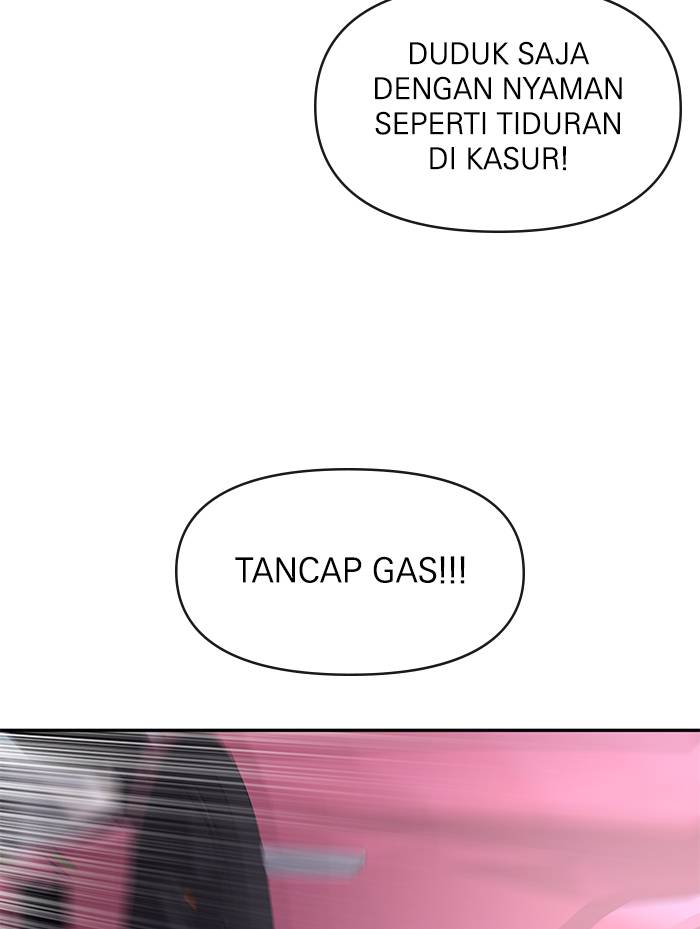 DUDUK SAJA
DENGAN NYAMAN
SEPERTI TIDURAN
DI KASUR!
TANCAP GAS!!!